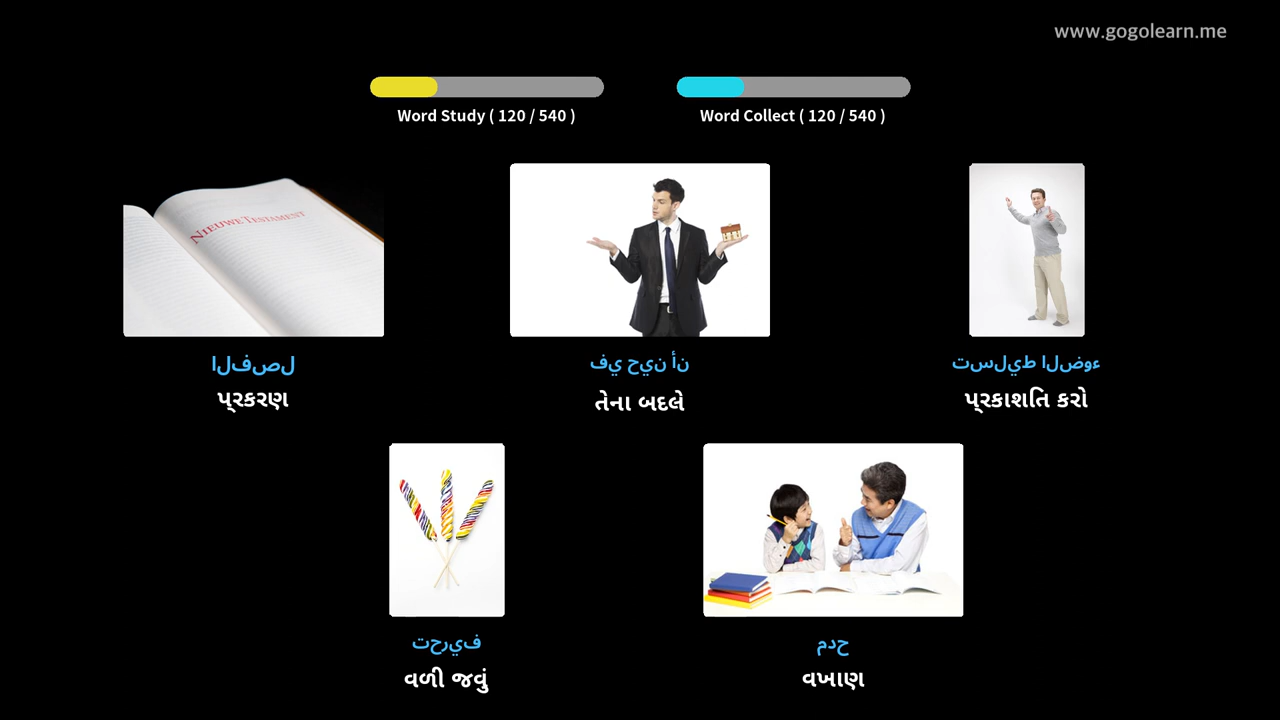 www.gogolearn.me
Word Study ( 120 / 540 )
Word Collect ( 120 / 540 )
الفصل
પ્રકરણ
في حين أن
તેના બદલે
تسليط الضوء
પ્રકાશિત કરો
تحريف
વળી જવું
مدح
વખાણ
NIEUWE TESTAMENT